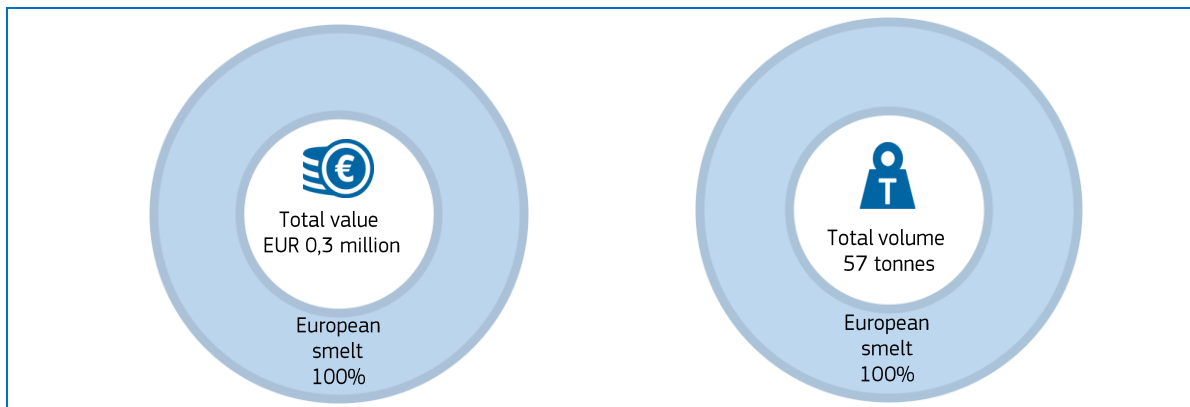 €
Total value
EUR 0,3 million
European
smelt
100%
T
Total volume
57 tonnes
European
smelt
100%